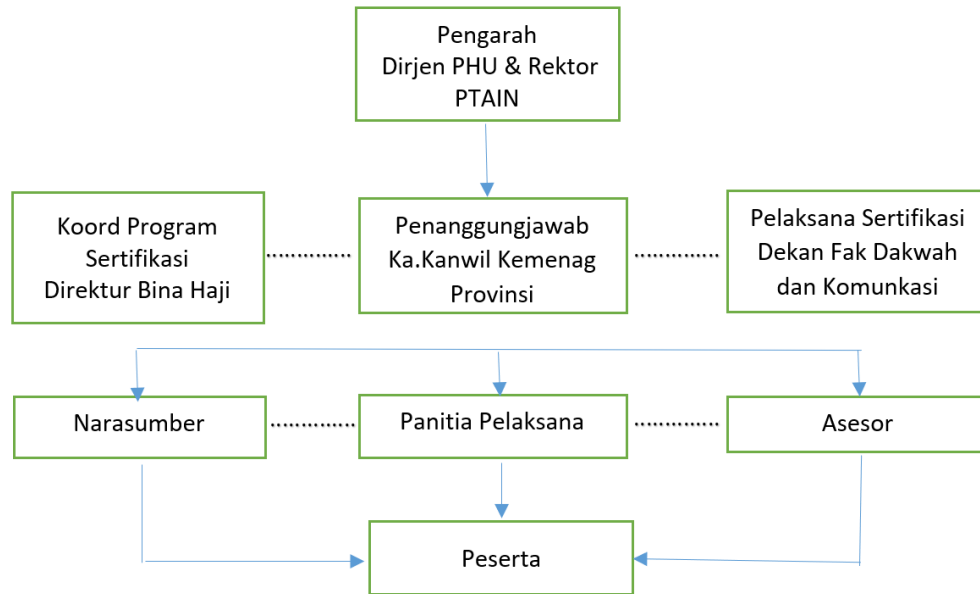 Pengarah
Dirjen PHU & Rektor
PTAIN
Koord Program
Sertifikasi
Direktur Bina Haji
Penanggungjawab
Ka.Kanwil Kemenag
Provinsi
Pelaksana Sertifikasi
Dekan Fak Dakwah
dan Komunkasi
Narasumber
Panitia Pelaksana
Asesor
Peserta